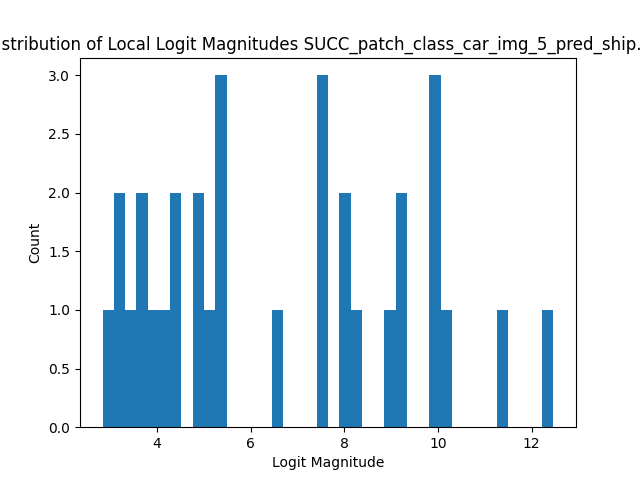 stribution of Local Logit Magnitudes SUCC_patch_class_car_img_5_pred_ship.
3.0
2.5
2.0
1.5
1.0
0.5
0.0
Count
4 6 8 10 12
Logit Magnitude